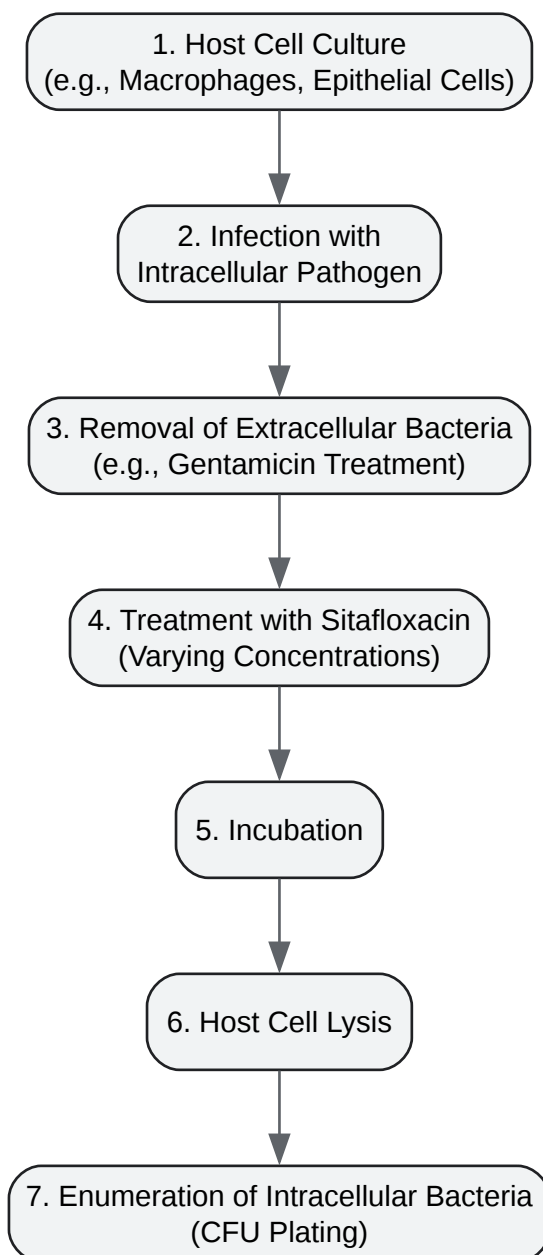 1. Host Cell Culture
(e.g., Macrophages, Epithelial Cells)
2. Infection with
Intracellular Pathogen
3. Removal of Extracellular Bacteria
(e.g., Gentamicin Treatment)
4. Treatment with Sitafloxacin
(Varying Concentrations)
5. Incubation
6. Host Cell Lysis
7. Enumeration of Intracellular Bacteria
(CFU Plating)